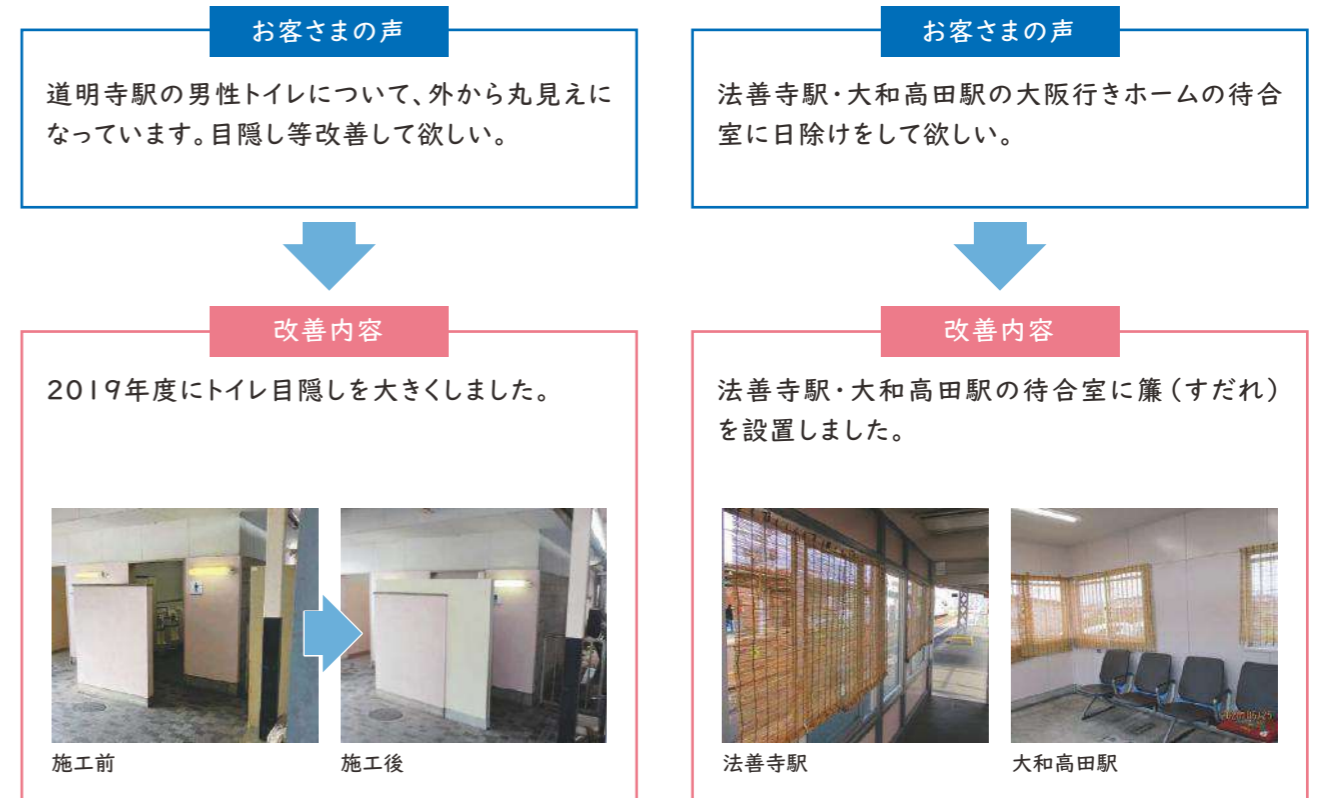 お客さまの声
道明寺駅の男性トイレについて、外から丸見えに
なっています。目隠し等改善して欲しい。
改善内容
2019年度にトイレ目隠しを大きくしました。
施工前
施工後
お客さまの声
法善寺駅・大和高田駅の大阪行きホームの待合
室に日除けをして欲しい。
改善内容
法善寺駅・大和高田駅の待合室に簾(すだれ)
を設置しました。
法善寺駅
2020/05/25
大和高田駅